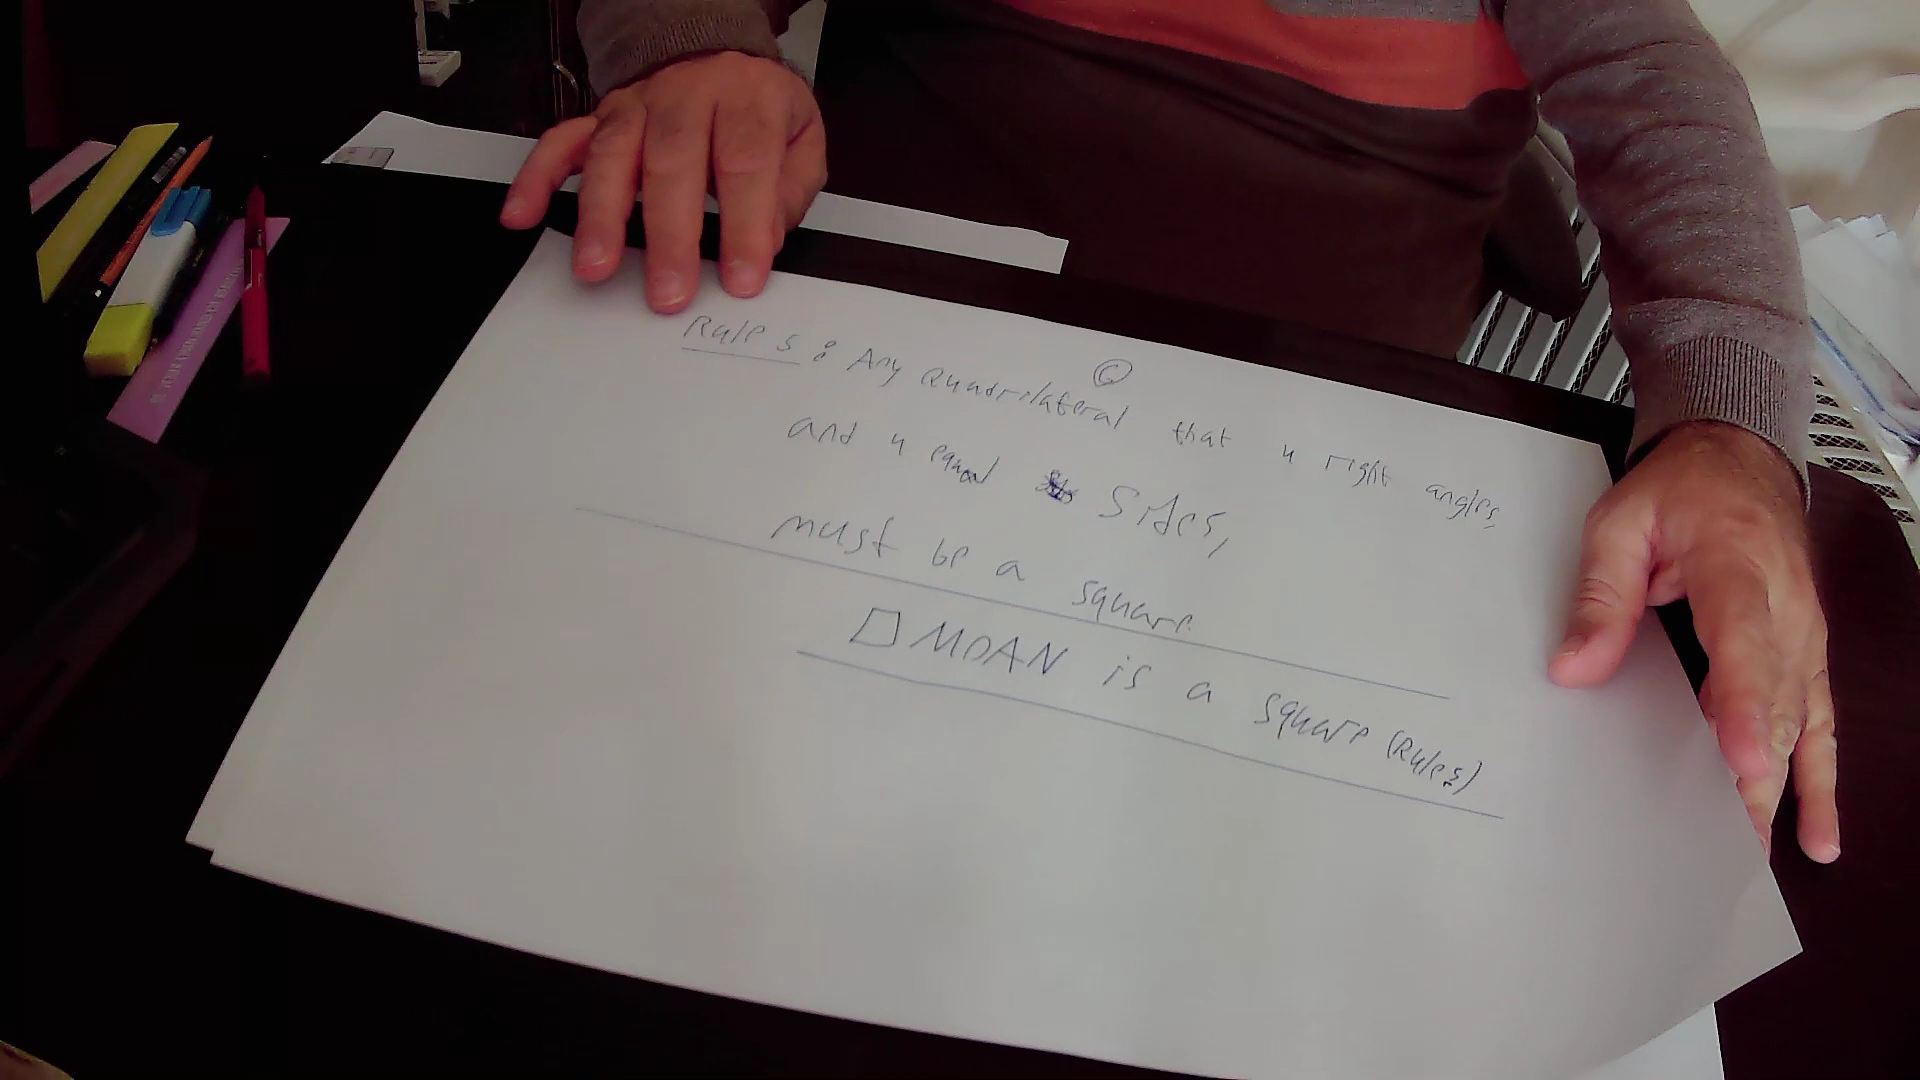 ©
Rule 5: Any quadrilateral that 4 right angles,
and 4 equal Sides,
must be a square.
□ MOAN is a square (Rule 5)